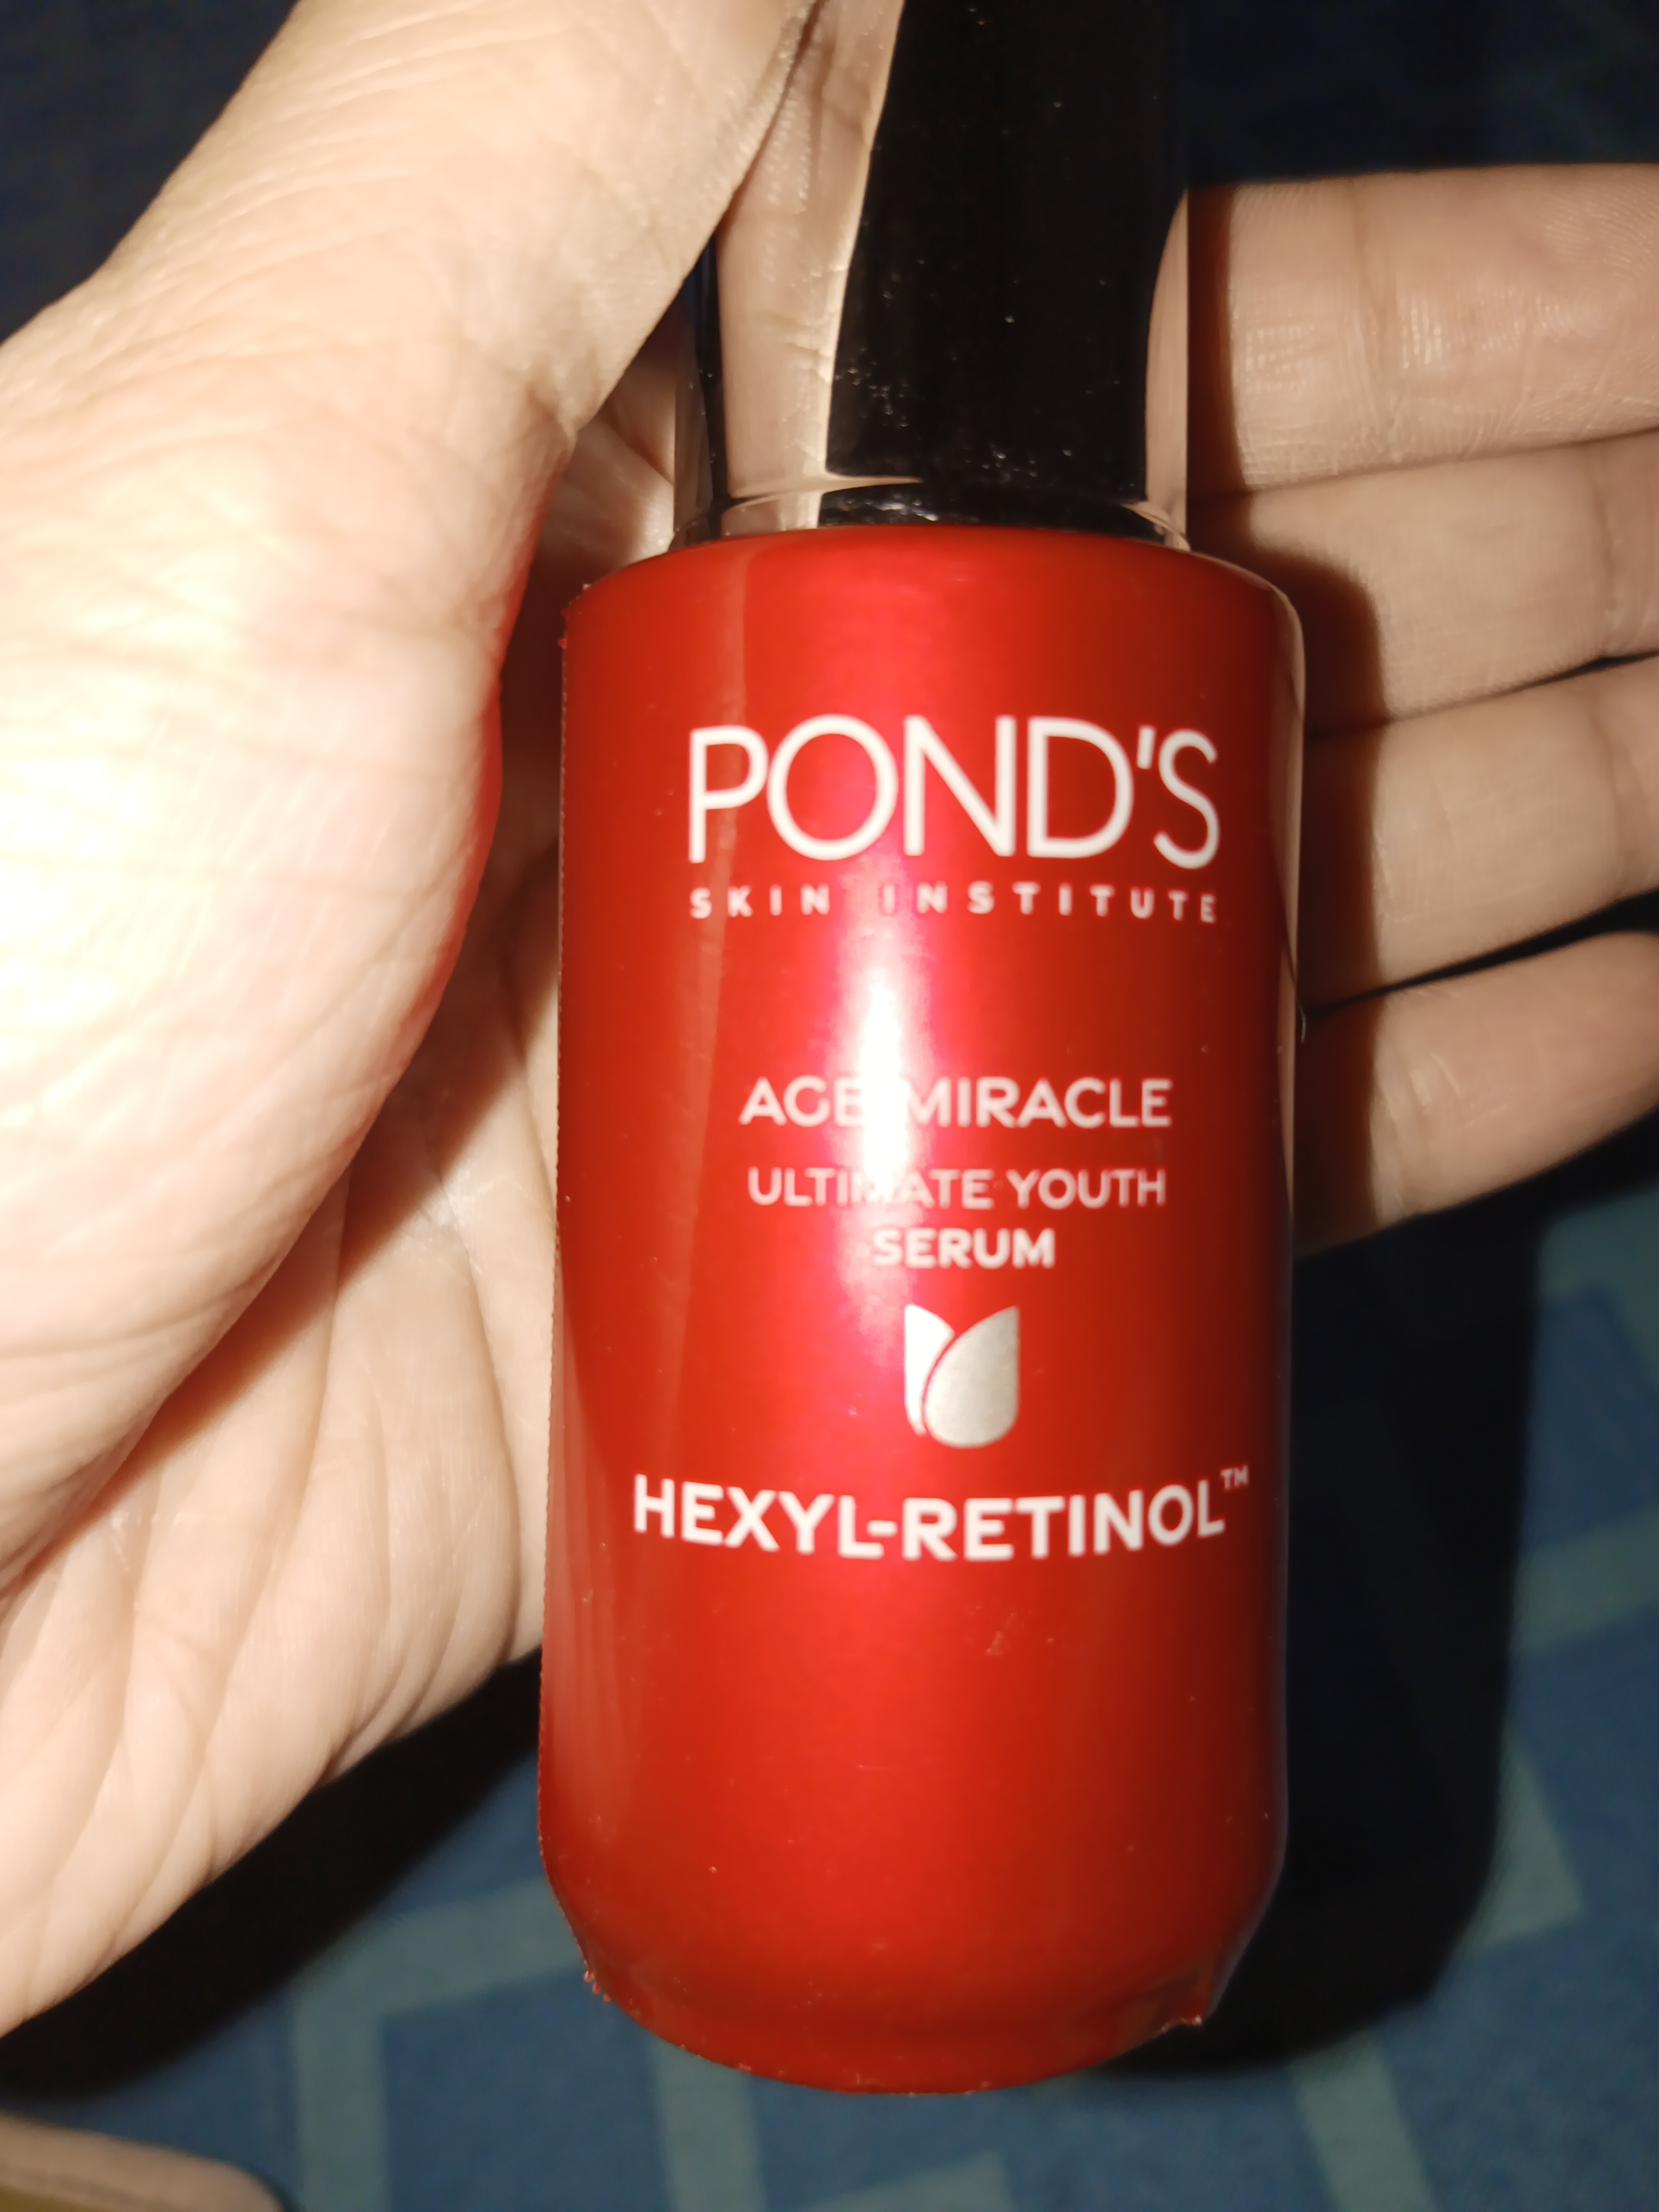 POND'S
SKIN INSTITUTE
AGE MIRACLE
ULTIMATE YOUTH
SERUM
HEXYL-RETINOL™